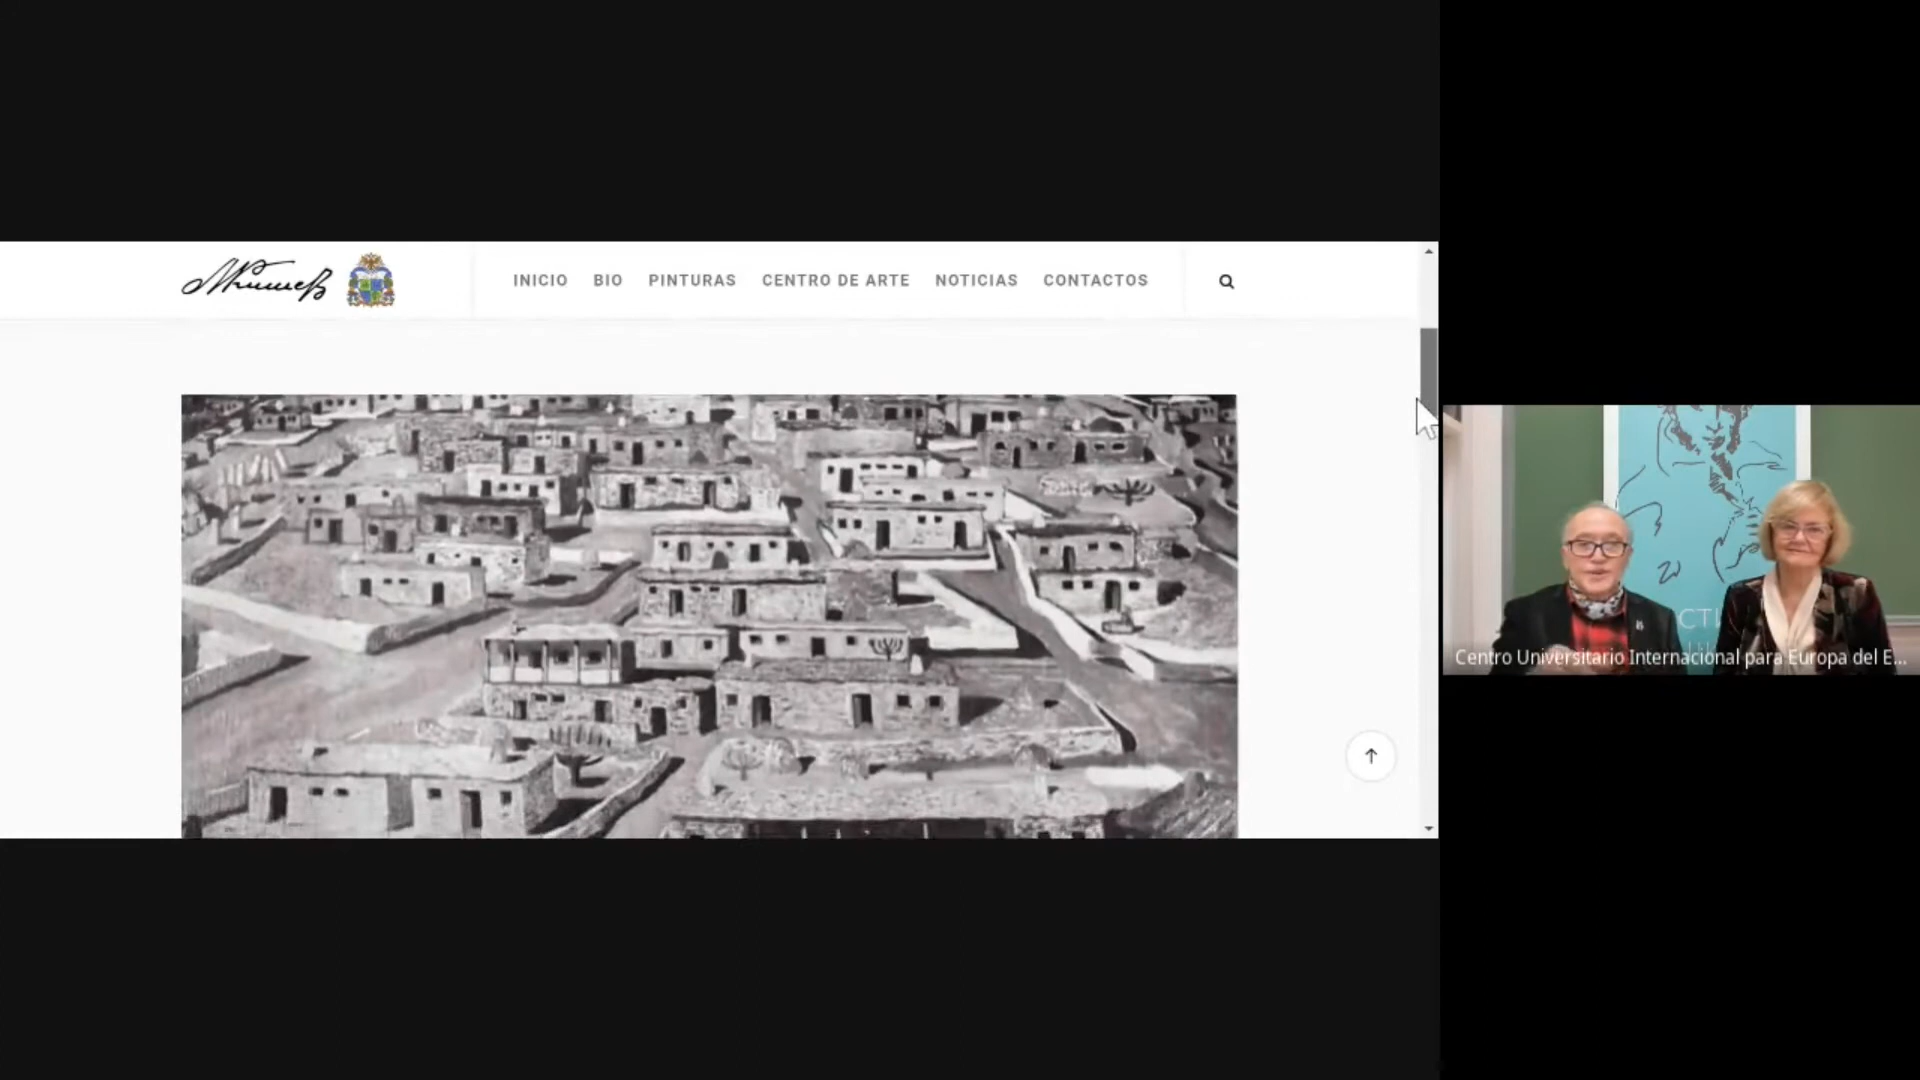 INICIO BIO PINTURAS CENTRO DE ARTE NOTICIAS CONTACTOS
Centro Universitario Internacional para Europa del E...